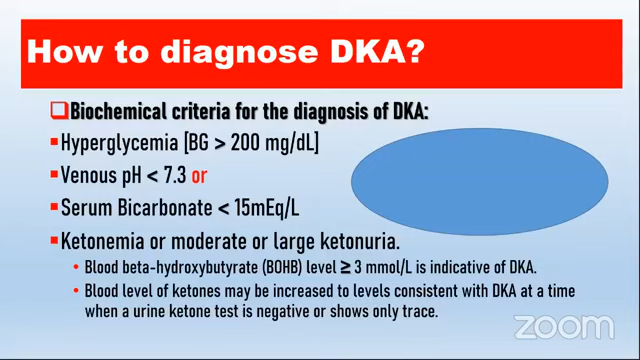 How to diagnose DKA?
❑Biochemical criteria for the diagnosis of DKA:
▪Hyperglycemia [BG > 200 mg/dL]
▪Venous pH < 7.3 or
▪Serum Bicarbonate < 15mEq/L
▪Ketonemia or moderate or large ketonuria.
• Blood beta-hydroxybutyrate (BOHB) level ≥ 3 mmol/L is indicative of DKA.
• Blood level of ketones may be increased to levels consistent with DKA at a time
when a urine ketone test is negative or shows only trace.
zoom